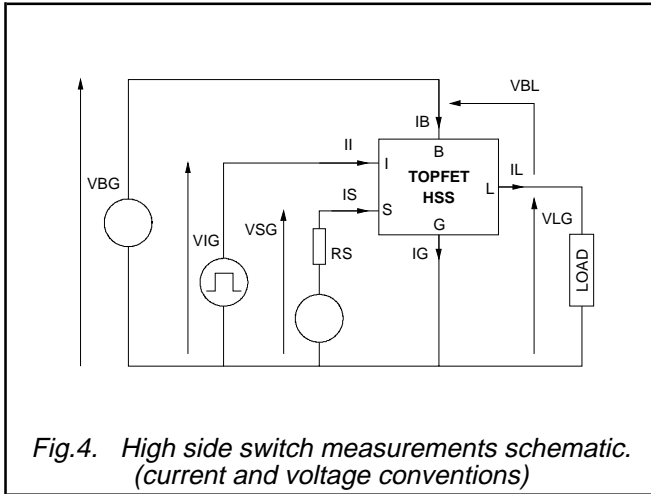 VBL
IB
B
II
I
TOPFET
HSS
IL
L
VBG
IS
S
VSG
VLG
G
VIG
RS
IG
LOAD
Fig.4. High side switch measurements schematic.
(current and voltage conventions)